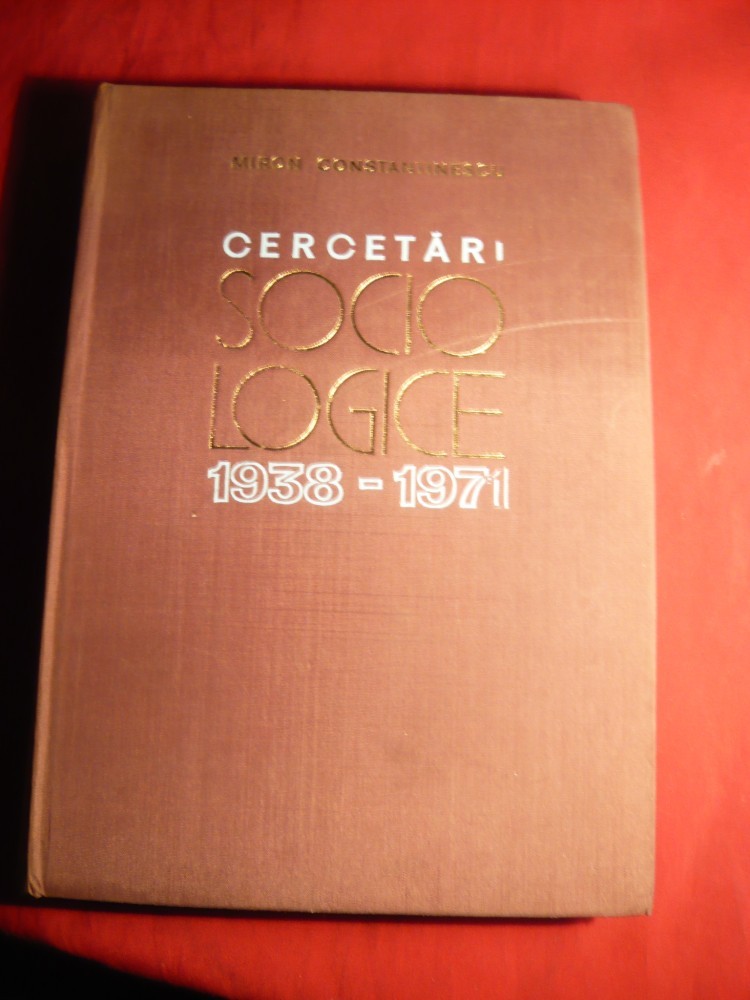 MIRON CONSTANTINESCU
CERCETĂRI
SOCIO
LOGICE
1938-1971